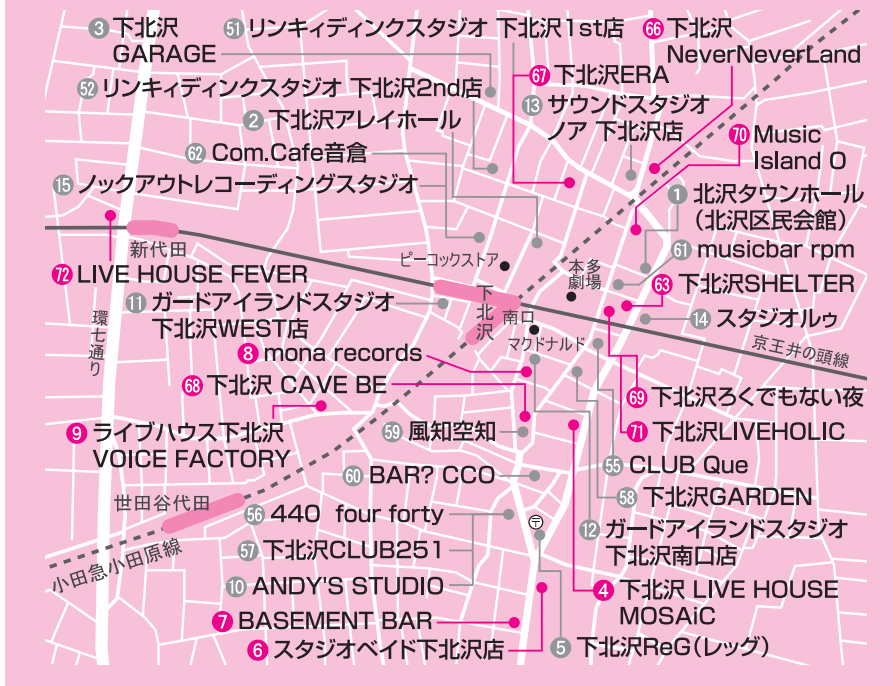 3 下北沢
GARAGE
51 リンキィディンクスタジオ 下北沢1st店
66 下北沢
NeverNeverLand
52 リンキィディンクスタジオ 下北沢2nd店
67 下北沢ERA
2 下北沢アレイホール
13 サウンドスタジオ
ノア 下北沢店
62 Com.Cafe音倉
70 Music
Island O
15 ノックアウトレコーディングスタジオ
1 北沢タウンホール
(北沢区民会館)
新代田
ピーコックストア
本多
劇場
61 musicbar rpm
72 LIVE HOUSE FEVER
63 下北沢SHELTER
11 ガードアイランドスタジオ
下北沢WEST店
下北沢
南口
14 スタジオルゥ
環七通り
マクドナルド
京王井の頭線
8 mona records
68 下北沢 CAVE BE
69 下北沢ろくでもない夜
9 ライブハウス下北沢
VOICE FACTORY
59 風知空知
71 下北沢LIVEHOLIC
55 CLUB Que
60 BAR? CCO
58 下北沢GARDEN
世田谷代田
56 440 four forty
〒
12 ガードアイランドスタジオ
下北沢南口店
小田急小田原線
57 下北沢CLUB251
10 ANDY'S STUDIO
4 下北沢 LIVE HOUSE
MOSAiC
7 BASEMENT BAR
6 スタジオベイド下北沢店
5 下北沢ReG(レッグ)